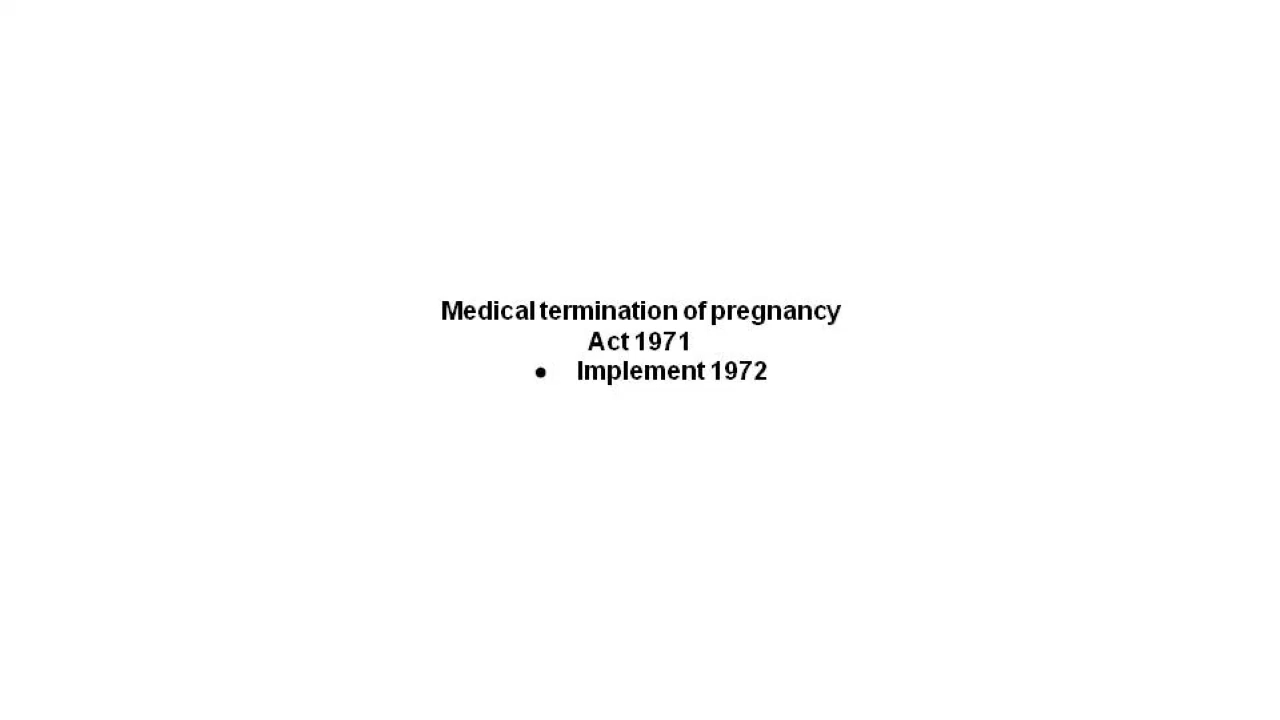 Medical termination of pregnancy
Act 1971
● Implement 1972